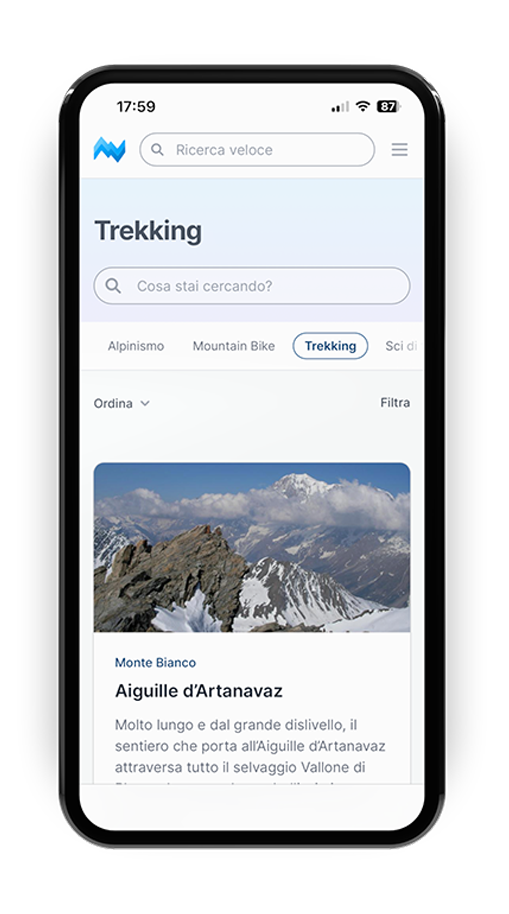 17:59
87
Ricerca veloce
Trekking
Cosa stai cercando?
Alpinismo Mountain Bike Trekking Sci di
Ordina Filtra
Monte Bianco
Aiguille d'Artanavaz
Molto lungo e dal grande dislivello, il
sentiero che porta all'Aiguille d'Artanavaz
attraversa tutto il selvaggio Vallone di